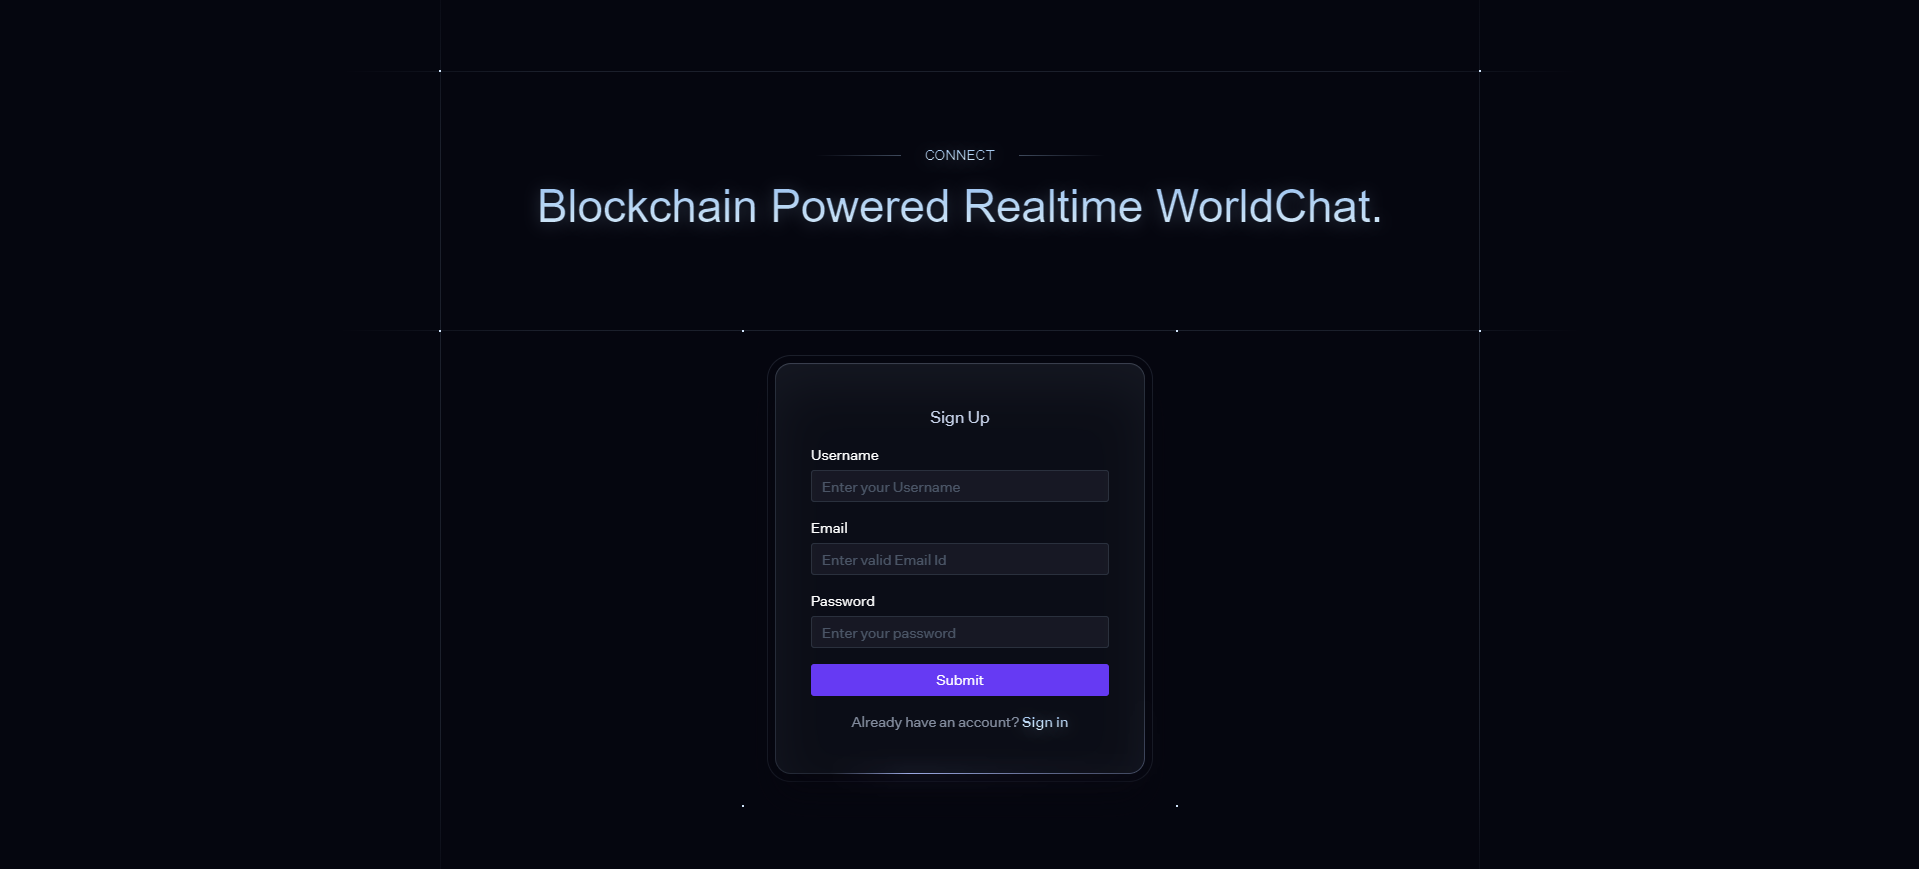 CONNECT
Blockchain Powered Realtime WorldChat.
Sign Up
Username
Enter your Username
Email
Enter valid Email Id
Password
Enter your password
Submit
Already have an account? Sign in